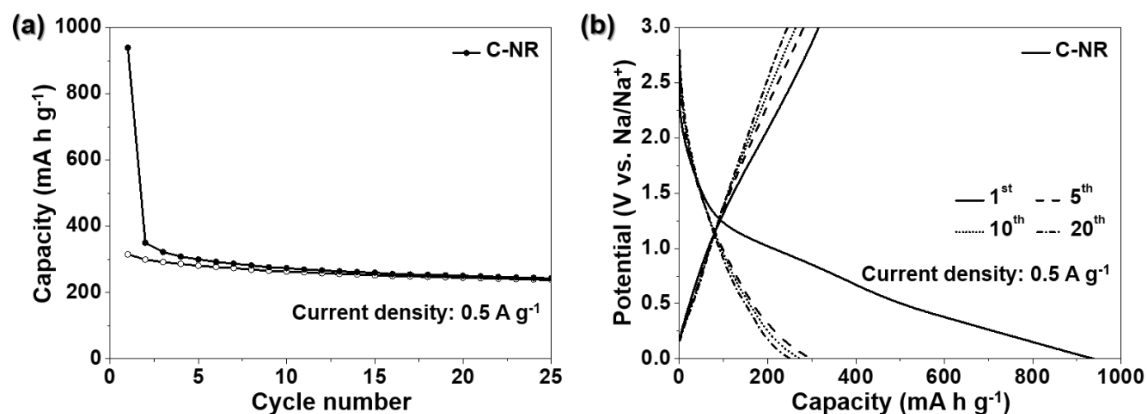 (a)
1000
800
600
400
200
0
Capacity (mA h g⁻¹)
C-NR
Current density: 0.5 A g⁻¹
0 5 10 15 20 25
Cycle number
(b)
3.0
2.5
2.0
1.5
1.0
0.5
0.0
Potential (V vs. Na/Na⁺)
C-NR
1ˢᵗ 5ᵗʰ
10ᵗʰ 20ᵗʰ
Current density: 0.5 A g⁻¹
0 200 400 600 800 1000
Capacity (mA h g⁻¹)